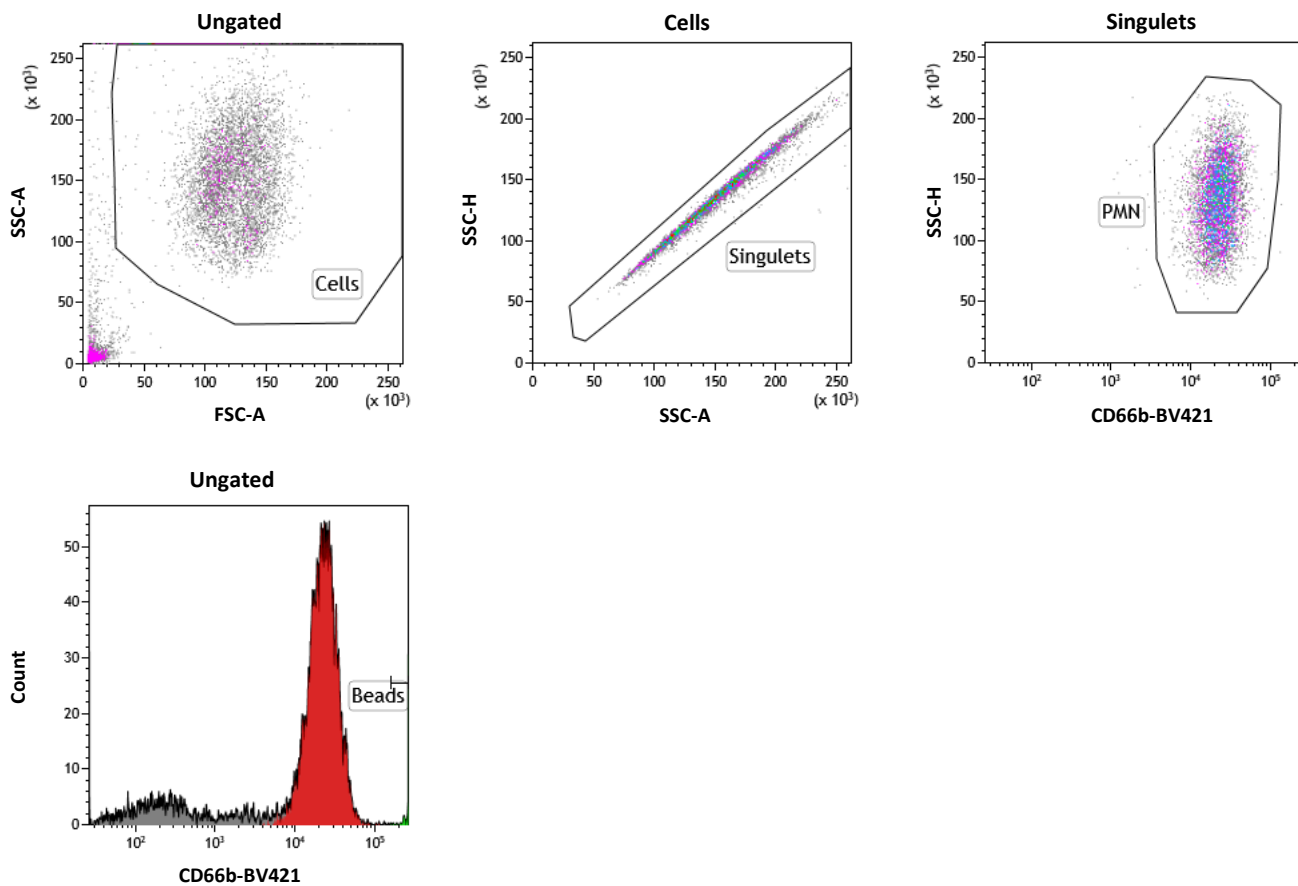 Ungated
Cells
Singulets
(x 10³)
250
200
150
100
50
0
SSC-A
Cells
0 50 100 150 200 250
(x 10³)
FSC-A
(x 10³)
250
200
150
100
50
0
SSC-H
Singulets
0 50 100 150 200 250
(x 10³)
SSC-A
(x 10³)
250
200
150
100
50
0
SSC-H
PMN
10² 10³ 10⁴ 10⁵
CD66b-BV421
Ungated
50
40
30
20
10
0
Count
Beads
10² 10³ 10⁴ 10⁵
CD66b-BV421